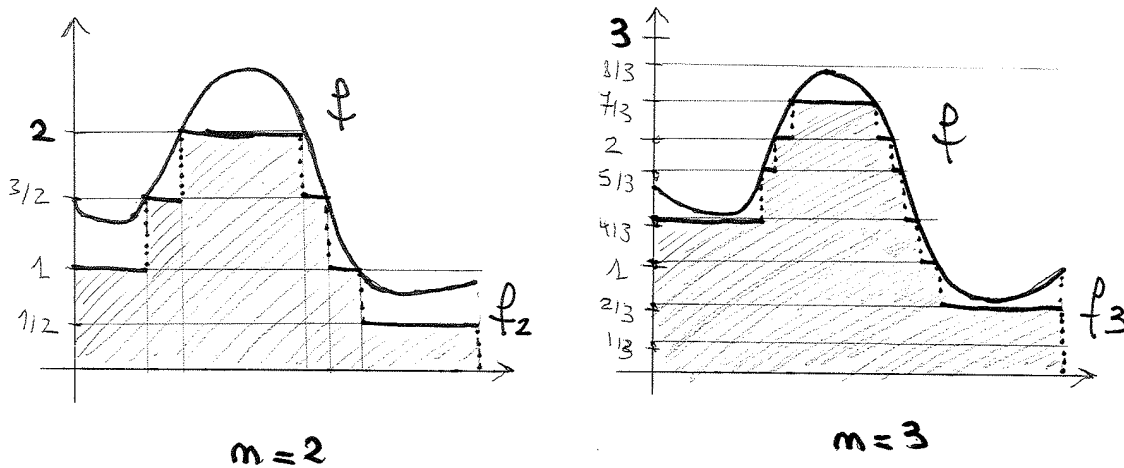 2
3/2
1
1/2
f
f₂
n = 2
3
8/3
7/3
2
5/3
4/3
1
2/3
1/3
f
f₃
n = 3